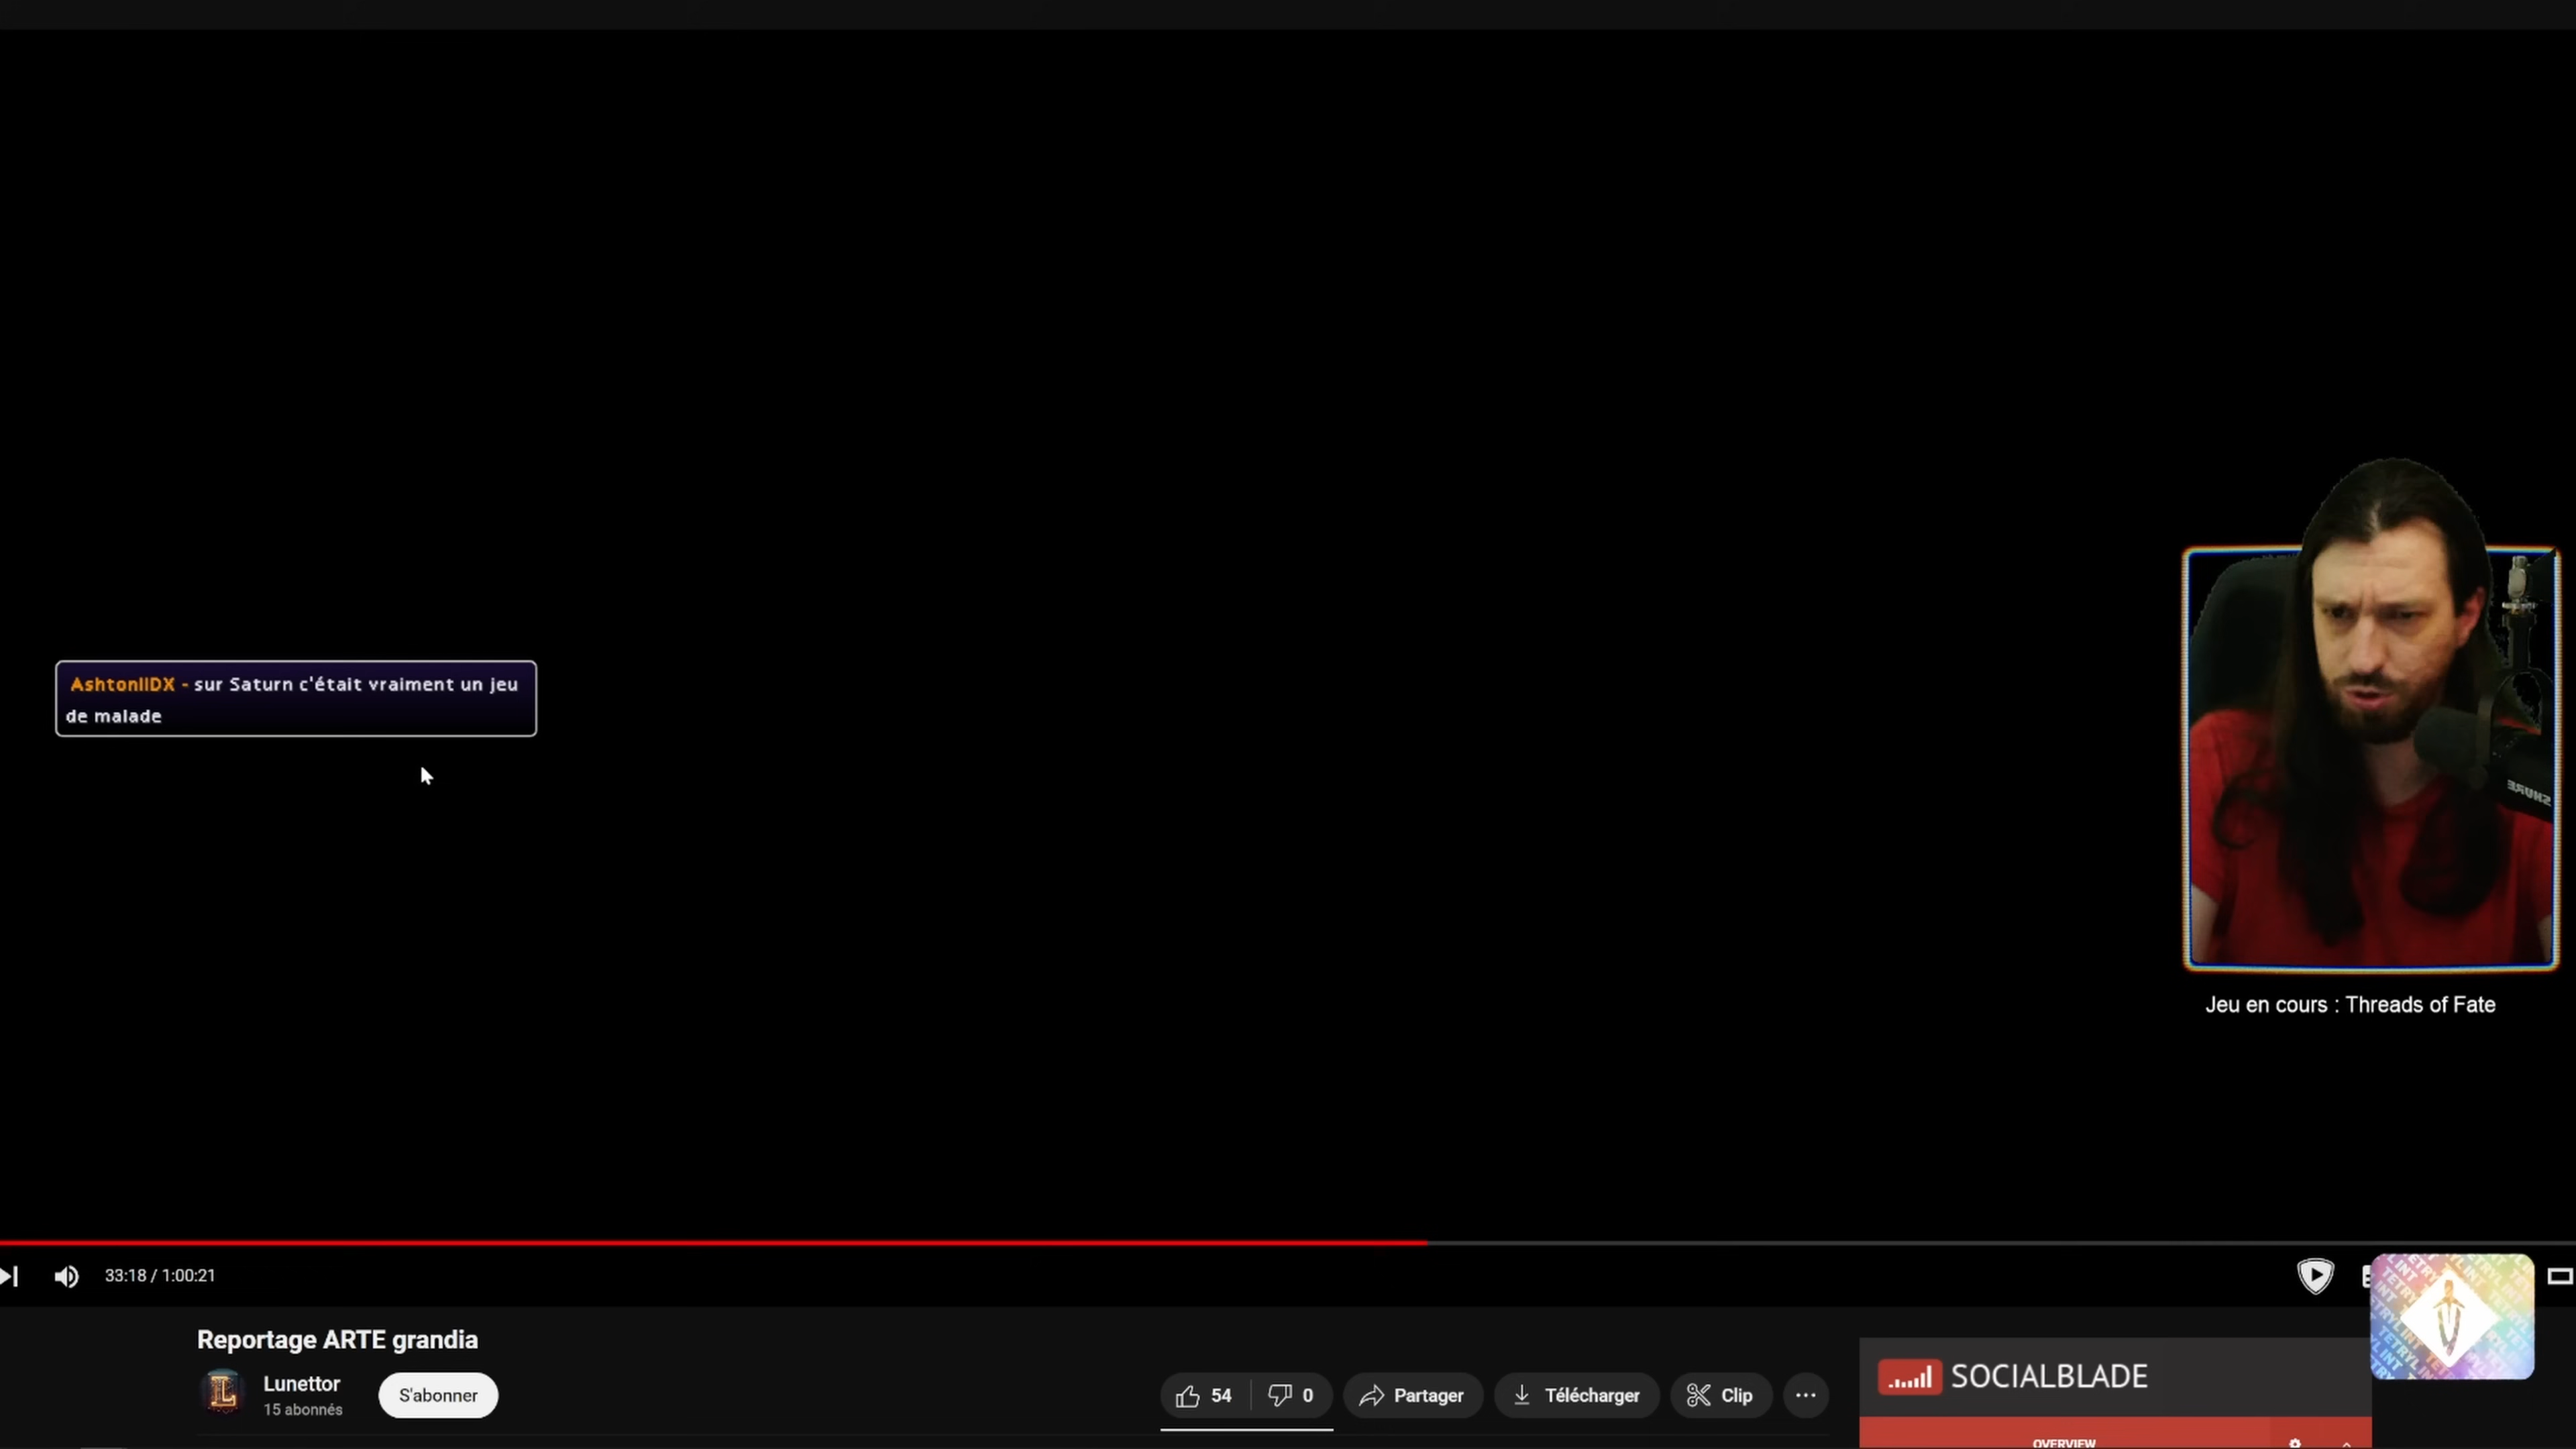 AshtonIIDX - sur Saturn c'était vraiment un jeu
de malade
SHURE
Jeu en cours : Threads of Fate
33:18 / 1:00:21
Reportage ARTE grandia
Lunettor
15 abonnés
S'abonner
54
0
Partager
Télécharger
Clip
SOCIALBLADE
OVERVIEW